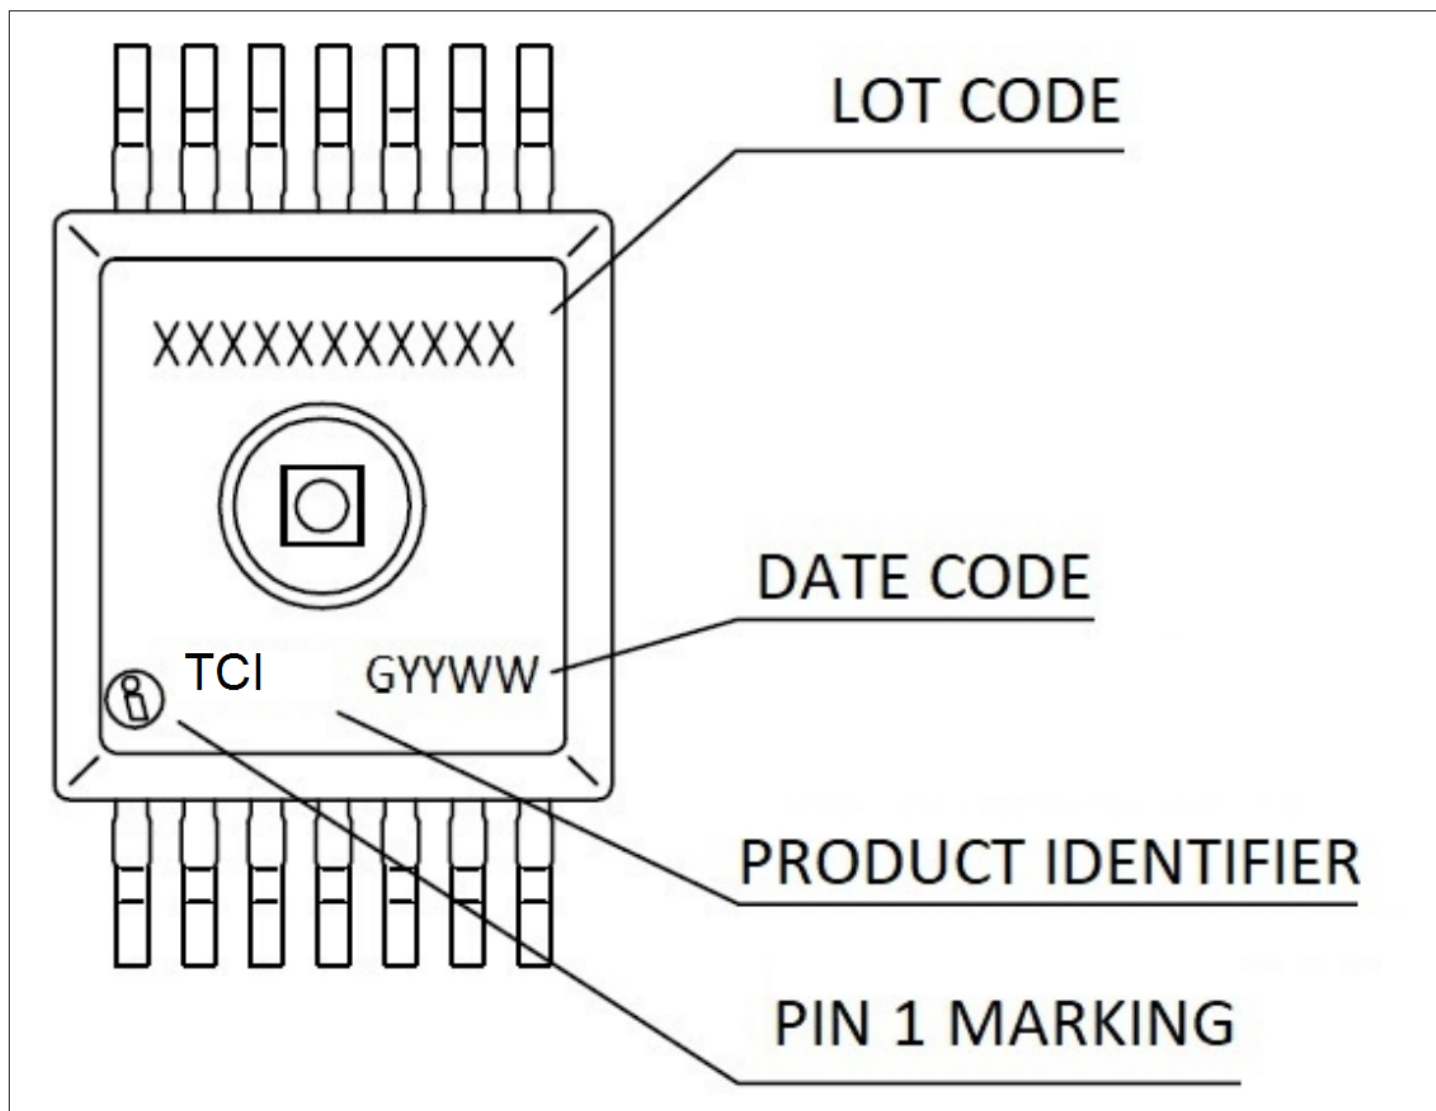 LOT CODE
XXXXXXXXXXX
DATE CODE
TCI GYYWW
PRODUCT IDENTIFIER
PIN 1 MARKING